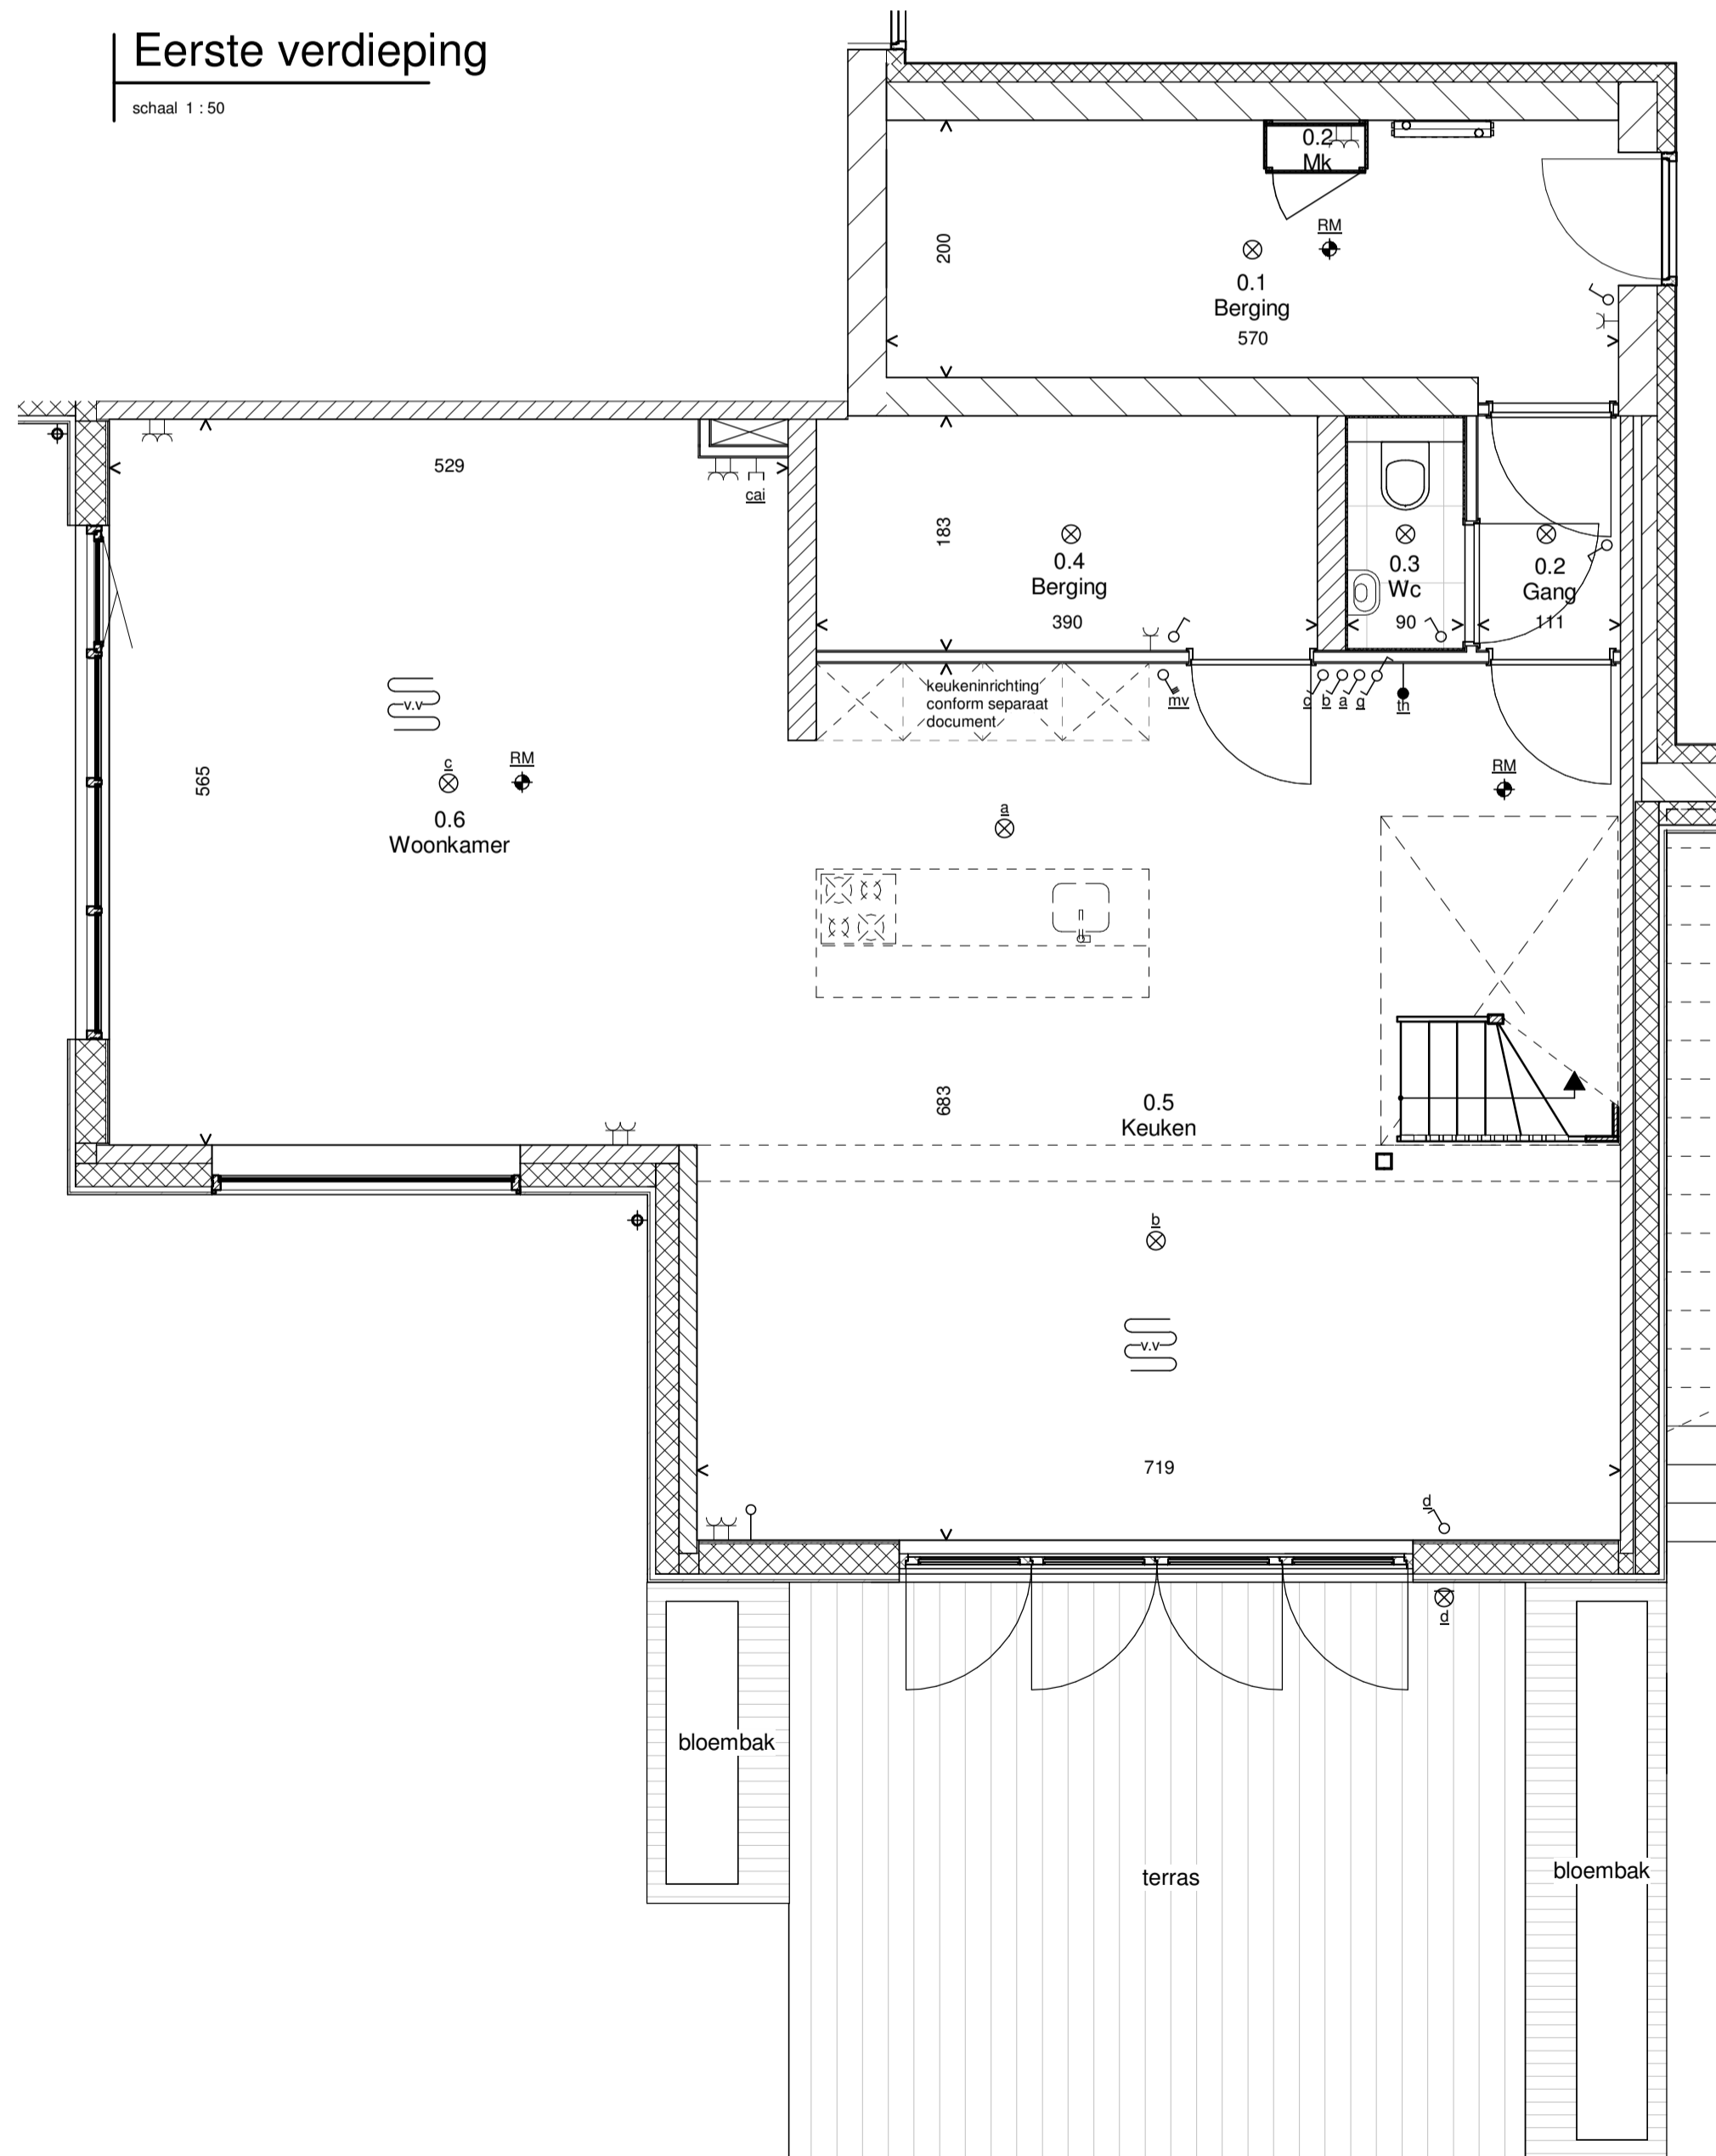 Eerste verdieping
schaal 1 : 50
0.2
Mk
RM
200
0.1
Berging
570
529
cai
183
0.4
Berging
390
0.3
Wc
90
0.2
Gang
111
keukeninrichting
conform separaat
document
mv
c
b
a
g
th
v.v
c
RM
RM
565
0.6
Woonkamer
a
683
0.5
Keuken
b
v.v
719
d
d
bloembak
terras
bloembak